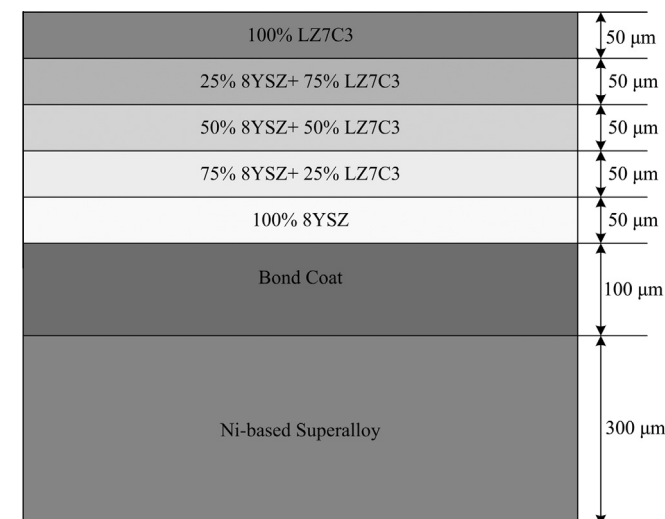 100% LZ7C3 50 μm
25% 8YSZ+ 75% LZ7C3 50 μm
50% 8YSZ+ 50% LZ7C3 50 μm
75% 8YSZ+ 25% LZ7C3 50 μm
100% 8YSZ 50 μm
Bond Coat 100 μm
Ni-based Superalloy 300 μm